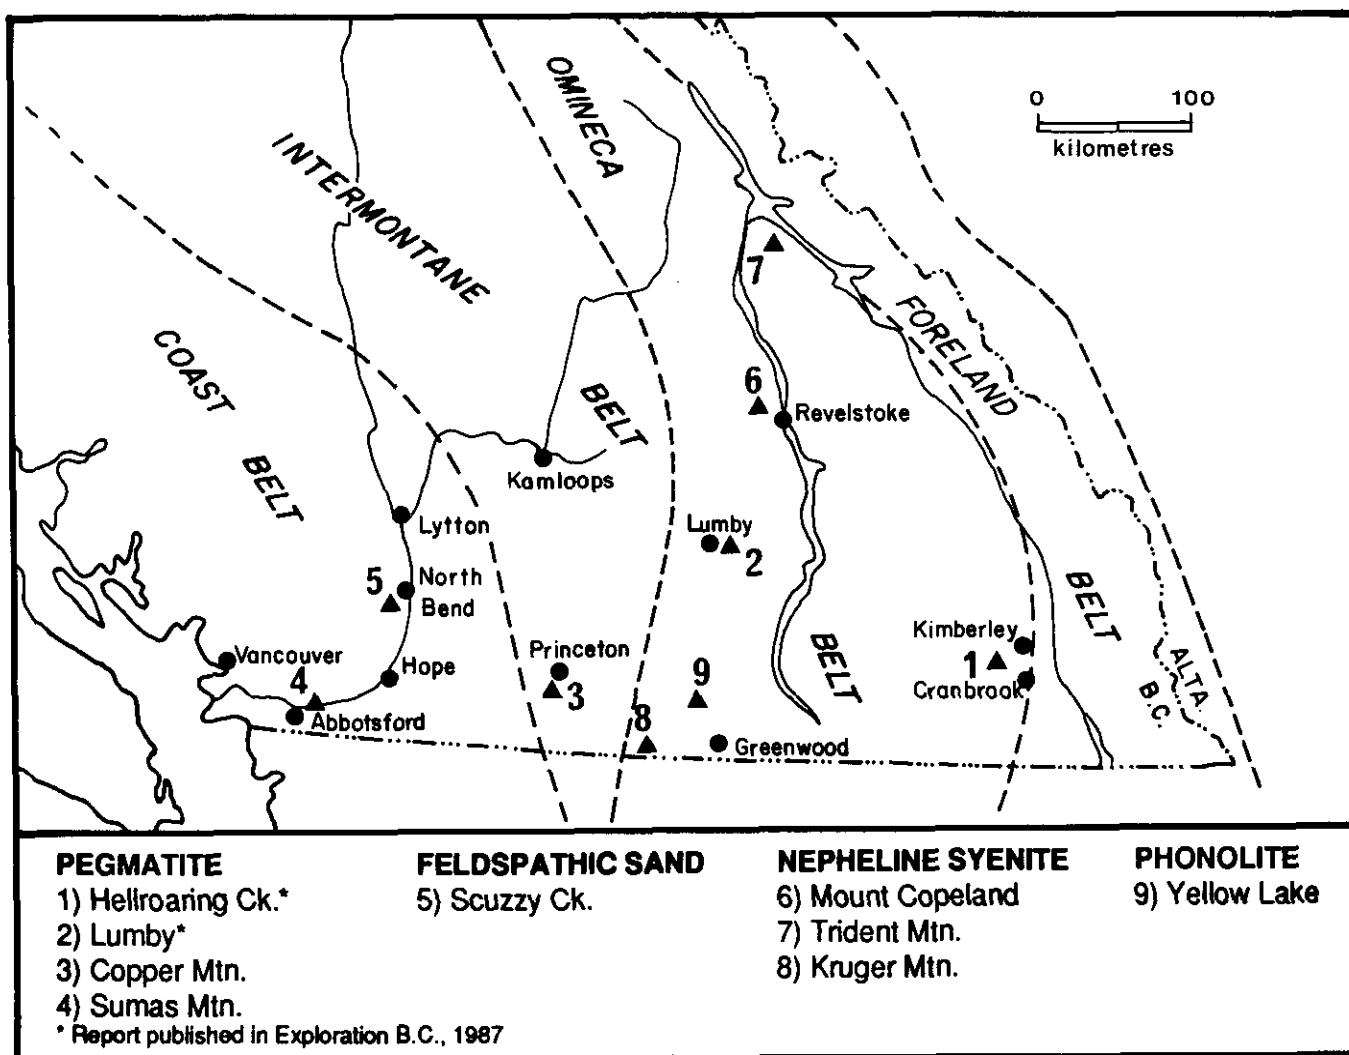 OMINECA
INTERMONTANE
0 100
kilometres
7
FORELAND
COAST
BELT
6
BELT
Revelstoke
Kamloops
BELT
Lytton
Lumby
2
5
North
Bend
BELT
Kimberley
1
Cranbrook
BELT
ALTA.
B.C.
Vancouver
Hope
Princeton
3
9
4
Abbotsford
8
Greenwood
PEGMATITE
1) Hellroaring Ck.*
2) Lumby*
3) Copper Mtn.
4) Sumas Mtn.
* Report published in Exploration B.C., 1987
FELDSPATHIC SAND
5) Scuzzy Ck.
NEPHELINE SYENITE
6) Mount Copeland
7) Trident Mtn.
8) Kruger Mtn.
PHONOLITE
9) Yellow Lake